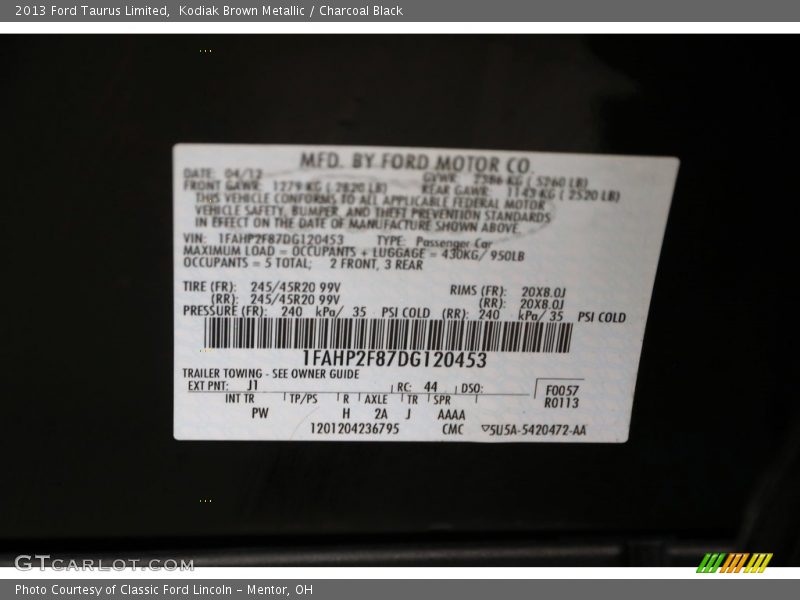 2013 Ford Taurus Limited,  Kodiak Brown Metallic / Charcoal Black
MFD. BY FORD MOTOR CO.
DATE: 04/12 GVWR: 2386 KG ( 5260 LB)
FRONT GAWR: 1279 KG ( 2820 LB) REAR GAWR: 1143 KG ( 2520 LB)
THIS VEHICLE CONFORMS TO ALL APPLICABLE FEDERAL MOTOR
VEHICLE SAFETY, BUMPER, AND THEFT PREVENTION STANDARDS
IN EFFECT ON THE DATE OF MANUFACTURE SHOWN ABOVE.
VIN: 1FAHP2F87DG120453 TYPE: Passenger Car
MAXIMUM LOAD = OCCUPANTS + LUGGAGE = 430KG/ 950LB
OCCUPANTS = 5 TOTAL; 2 FRONT, 3 REAR
TIRE (FR): 245/45R20 99V RIMS (FR): 20X8.0J
(RR): 245/45R20 99V (RR): 20X8.0J
PRESSURE (FR): 240 kPa/ 35 PSI COLD (RR): 240 kPa/ 35 PSI COLD
1FAHP2F87DG120453
TRAILER TOWING - SEE OWNER GUIDE
EXT PNT: J1 RC: 44 DSO: F0057
INT TR TP/PS R AXLE TR SPR R0113
PW H 2A J AAAA
1201204236795 CMC ▽5U5A-5420472-AA
GTCARLOT.COM
Photo Courtesy of Classic Ford Lincoln - Mentor, OH